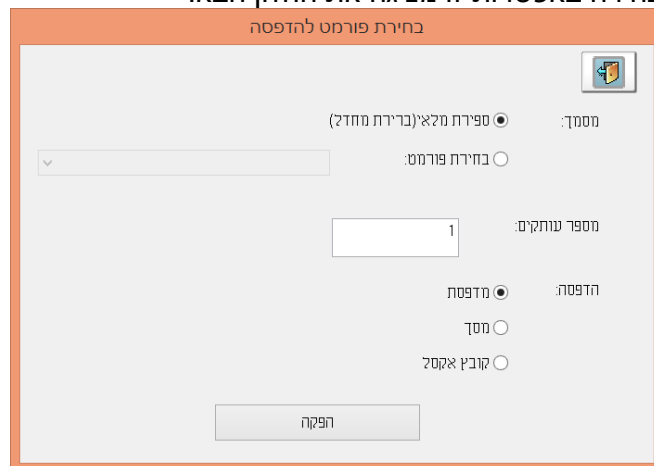 בחירת פורמט להדפסה
מסמך: ספירת מלאי(ברירת מחדל)
בחירת פורמט:
מספר עותקים: 1
הדפסה: מדפסת
מסך
קובץ אקסל
הפקה